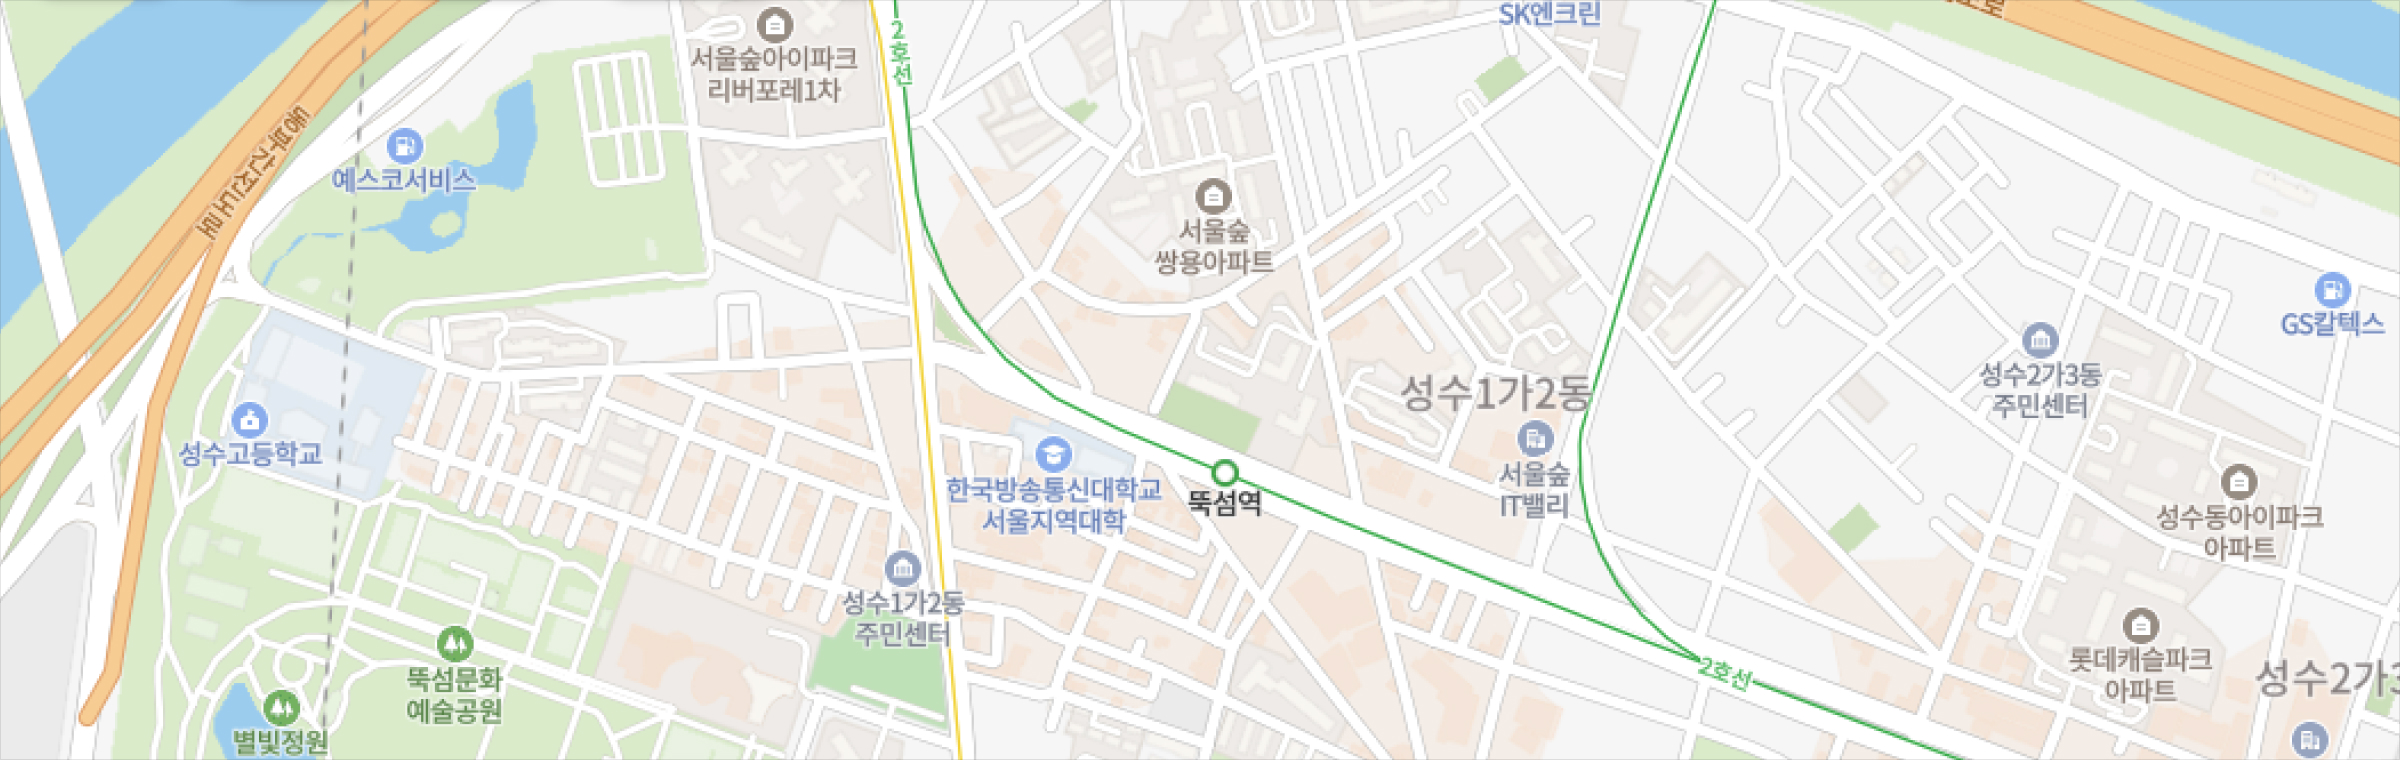 SK엔크린
2호선
서울숲아이파크
리버포레1차
동부간선도로
예스코서비스
서울숲
쌍용아파트
GS칼텍스
성수2가3동
주민센터
성수1가2동
서울숲
IT밸리
성수고등학교
한국방송통신대학교
서울지역대학
뚝섬역
성수동아이파크
아파트
성수1가2동
주민센터
뚝섬문화
예술공원
별빛정원
2호선
롯데캐슬파크
아파트
성수2가3